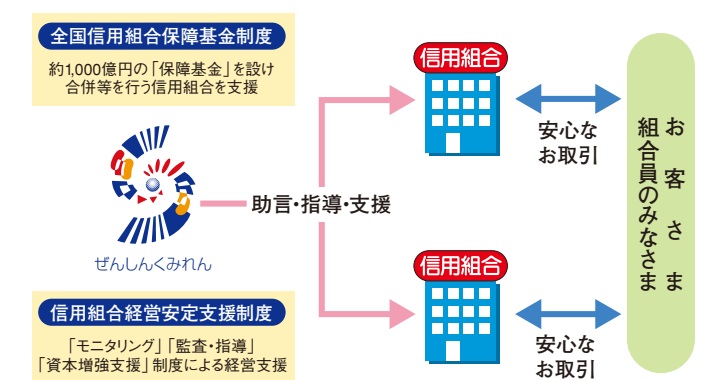 全国信用組合保障基金制度
約1,000億円の「保障基金」を設け
合併等を行う信用組合を支援
ぜんしんくみれん
信用組合経営安定支援制度
「モニタリング」「監査・指導」
「資本増強支援」制度による経営支援
助言・指導・支援
信用組合
安心な
お取引
信用組合
安心な
お取引
お客さま
組合員のみなさま